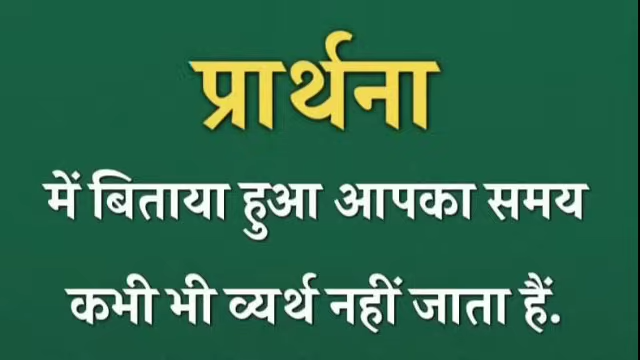 प्रार्थना
में बिताया हुआ आपका समय
कभी भी व्यर्थ नहीं जाता हैं.